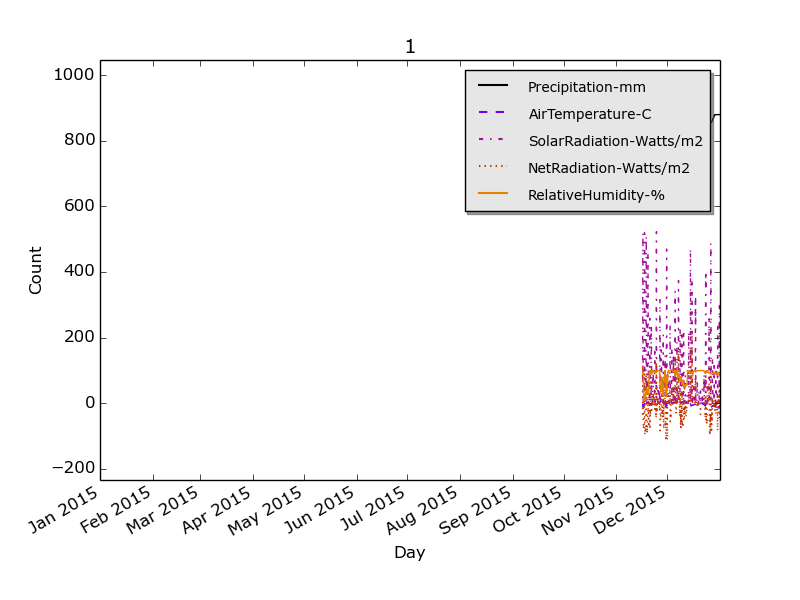 1
1000
800
600
400
200
0
−200
Count
Precipitation-mm
AirTemperature-C
SolarRadiation-Watts/m2
NetRadiation-Watts/m2
RelativeHumidity-%
Jan 2015
Feb 2015
Mar 2015
Apr 2015
May 2015
Jun 2015
Jul 2015
Aug 2015
Sep 2015
Oct 2015
Nov 2015
Dec 2015
Day